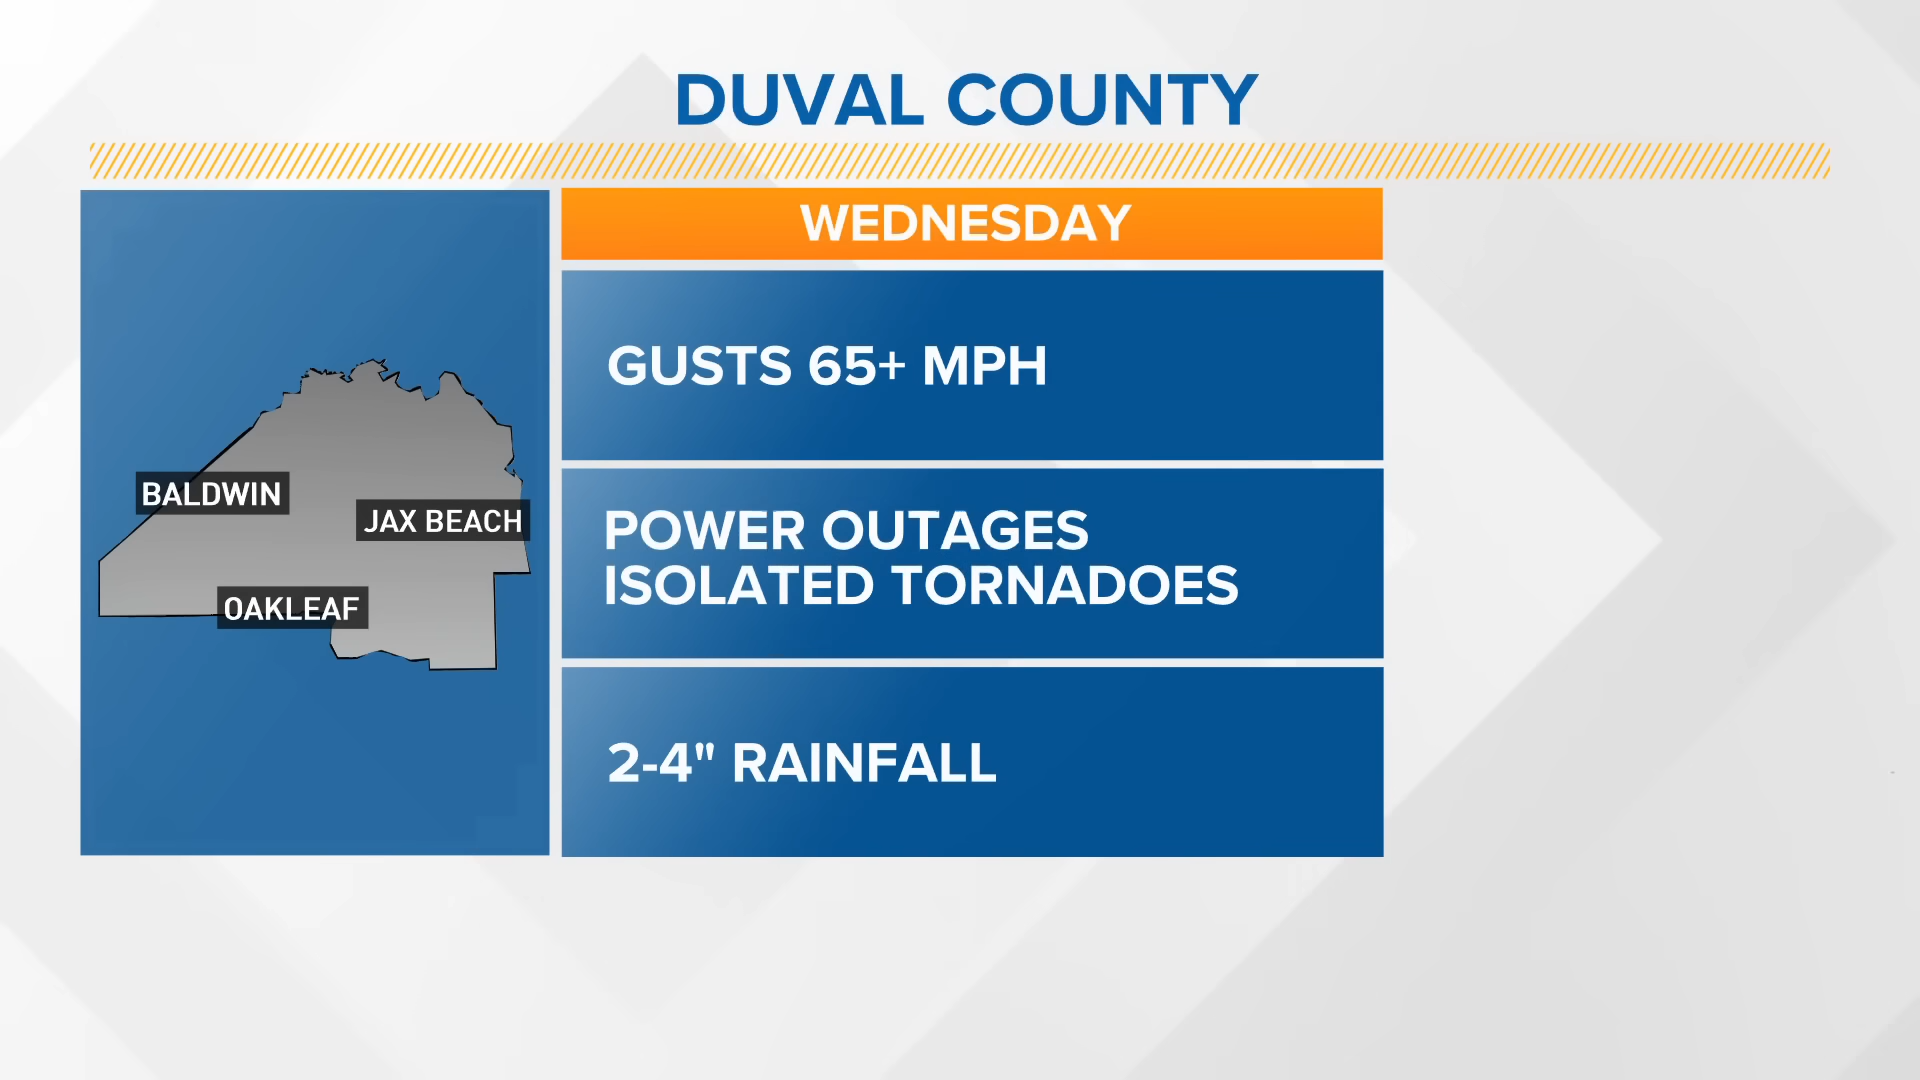 DUVAL COUNTY
WEDNESDAY
BALDWIN
JAX BEACH
OAKLEAF
GUSTS 65+ MPH
POWER OUTAGES
ISOLATED TORNADOES
2-4" RAINFALL